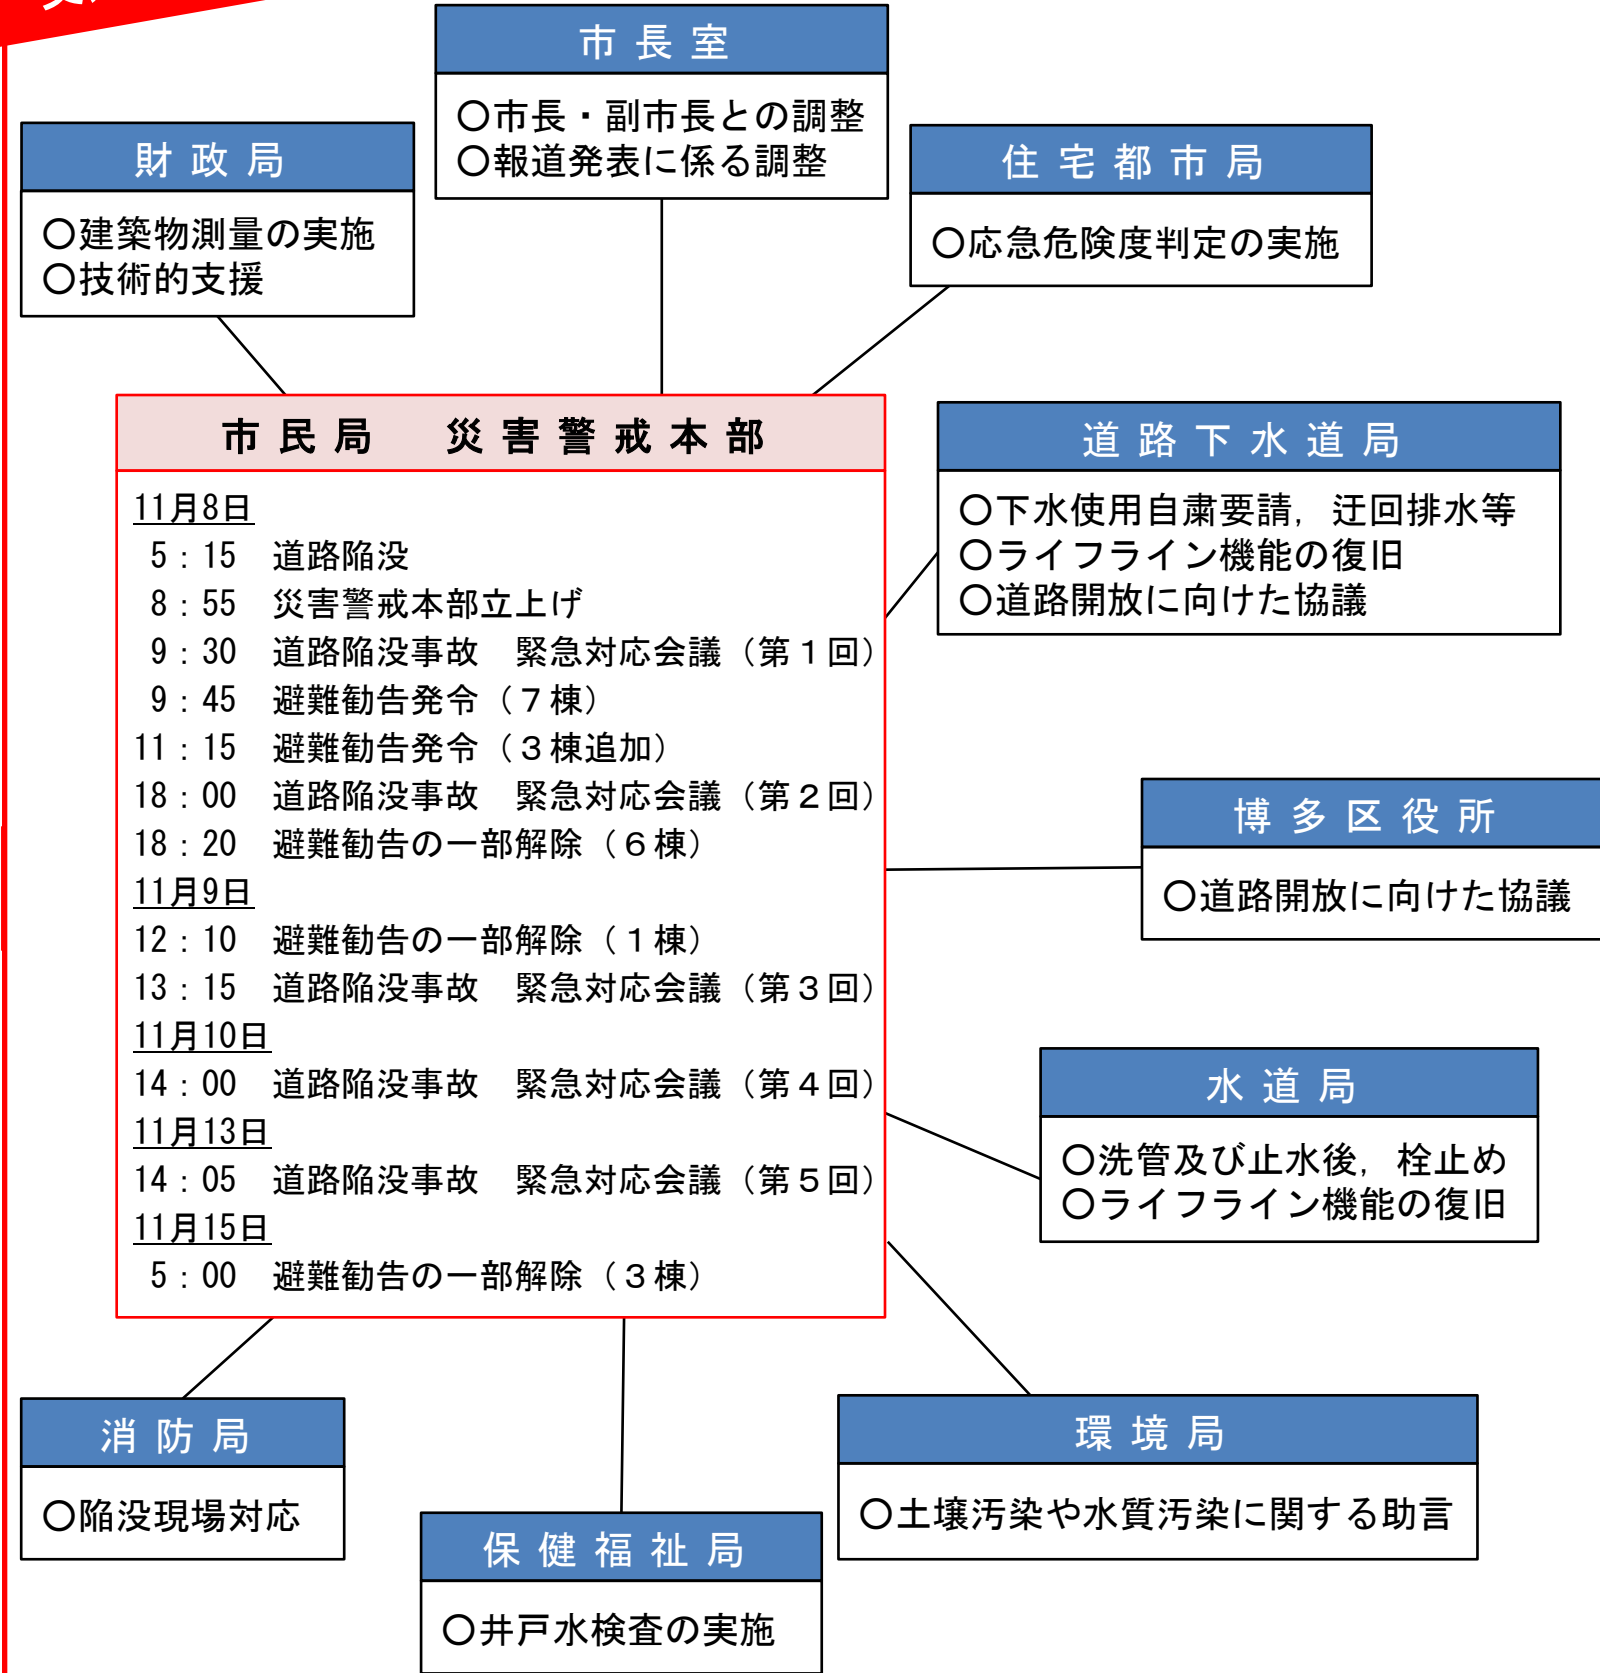 市長室
〇市長・副市長との調整
〇報道発表に係る調整
財政局
〇建築物測量の実施
〇技術的支援
住宅都市局
〇応急危険度判定の実施
市民局　災害警戒本部
11月8日
5：15　道路陥没
8：55　災害警戒本部立上げ
9：30　道路陥没事故　緊急対応会議（第１回）
9：45　避難勧告発令（７棟）
11：15　避難勧告発令（３棟追加）
18：00　道路陥没事故　緊急対応会議（第２回）
18：20　避難勧告の一部解除（６棟）
11月9日
12：10　避難勧告の一部解除（１棟）
13：15　道路陥没事故　緊急対応会議（第３回）
11月10日
14：00　道路陥没事故　緊急対応会議（第４回）
11月13日
14：05　道路陥没事故　緊急対応会議（第５回）
11月15日
5：00　避難勧告の一部解除（３棟）
道路下水道局
〇下水使用自粛要請，迂回排水等
〇ライフライン機能の復旧
〇道路開放に向けた協議
博多区役所
〇道路開放に向けた協議
水道局
〇洗管及び止水後，栓止め
〇ライフライン機能の復旧
消防局
〇陥没現場対応
保健福祉局
〇井戸水検査の実施
環境局
〇土壌汚染や水質汚染に関する助言